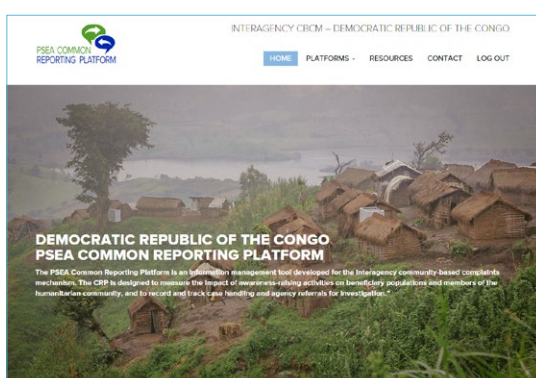 PSEA COMMON
REPORTING PLATFORM
INTERAGENCY CBCM – DEMOCRATIC REPUBLIC OF THE CONGO
HOME PLATFORMS RESOURCES CONTACT LOG OUT
DEMOCRATIC REPUBLIC OF THE CONGO
PSEA COMMON REPORTING PLATFORM
The PSEA Common Reporting Platform is an information management tool developed for the Interagency community-based complaints
mechanism. The CRP is designed to measure the impact of awareness-raising activities on beneficiary populations and members of the
humanitarian community, and to record and track case handling and agency referrals for investigation."